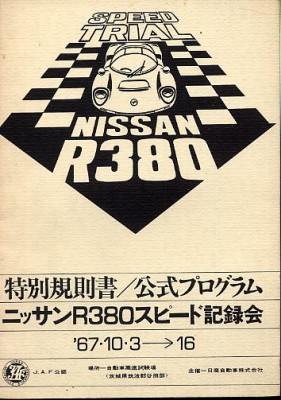 SPEED
TRIAL
NISSAN
R380
特別規則書/公式プログラム
ニッサンR380スピード記録会
'67・10・3→16
J.A.F公認
場所—自動車高速試験場
(茨城県筑波郡谷田部)
主催—日産自動車株式会社